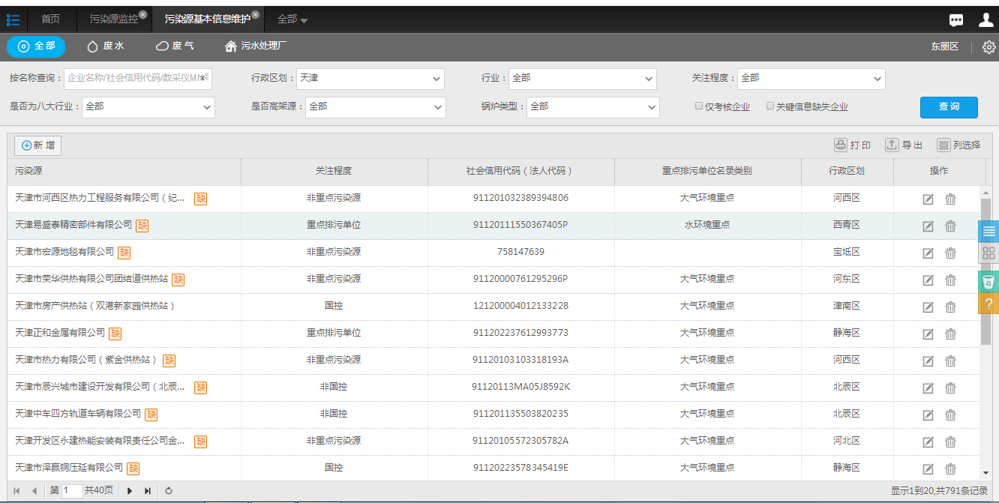 首页 污染源监控 污染源基本信息维护 全部
全部 废水 废气 污水处理厂 东丽区
按名称查询： 企业名称/社会信用代码/数采仪MN号 行政区划： 天津 行业： 全部 关注程度： 全部
是否为八大行业： 全部 是否高架源： 全部 锅炉类型： 全部 仅考核企业 关键信息缺失企业 查询
新增 打印 导出 列选择
污染源 关注程度 社会信用代码（法人代码） 重点排污单位名录类别 行政区划 操作
天津市河西区热力工程服务有限公司（纪... 缺 非重点污染源 911201032389394806 大气环境重点 河西区
天津易盛泰精密部件有限公司 缺 重点排污单位 91120111550367405P 水环境重点 西青区
天津市宏源地毯有限公司 缺 非重点污染源 758147639 宝坻区
天津市荣华供热有限公司团结道供热站 缺 非重点污染源 91120000761295296P 大气环境重点 河东区
天津市房产供热站（双港新家园供热站） 国控 121200004012133228 大气环境重点 津南区
天津正和金属有限公司 缺 重点排污单位 911202237612993773 大气环境重点 静海区
天津市热力有限公司（紫金供热站） 缺 非重点污染源 91120103103318193A 大气环境重点 河西区
天津市辰兴城市建设开发有限公司（北辰... 缺 非国控 91120113MA05J8592K 大气环境重点 北辰区
天津中车四方轨道车辆有限公司 缺 非国控 911201135503820235 大气环境重点 北辰区
天津开发区永建热能安装有限责任公司金... 缺 非重点污染源 91120105572305782A 大气环境重点 河北区
天津市泽赢铜压延有限公司 缺 国控 91120223578345419E 大气环境重点 静海区
第 1 共40页 显示1到20,共791条记录